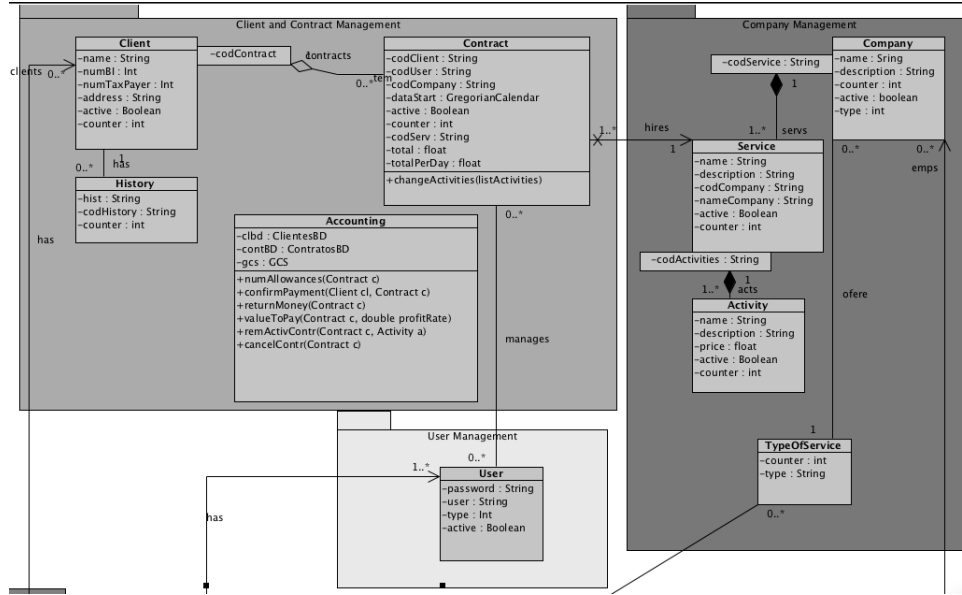 Client and Contract Management
Client
-name : String
-numBI : Int
-numTaxPayer : Int
-address : String
-active : Boolean
-counter : int
-codContract
1
contracts
0..*
tem
clients
0..*
Contract
-codClient : String
-codUser : String
-codCompany : String
-dataStart : GregorianCalendar
-active : Boolean
-counter : int
-codServ : String
-total : float
-totalPerDay : float
+changeActivities(listActivities)
1
has
0..*
History
-hist : String
-codHistory : String
-counter : int
has
Accounting
-clbd : ClientesBD
-contBD : ContratosBD
-gcs : GCS
+numAllowances(Contract c)
+confirmPayment(Client cl, Contract c)
+returnMoney(Contract c)
+valueToPay(Contract c, double profitRate)
+remActivContr(Contract c, Activity a)
+cancelContr(Contract c)
0..*
manages
0..*
1..*
hires
1
Company Management
-codService : String
1
1..*
servs
Company
-name : Sring
-description : String
-counter : int
-active : boolean
-type : int
0..*
0..*
emps
Service
-name : String
-description : String
-codCompany : String
-nameCompany : String
-active : Boolean
-counter : int
-codActivities : String
1
1..*
acts
Activity
-name : String
-description : String
-price : float
-active : Boolean
-counter : int
ofere
1
TypeOfService
-counter : int
-type : String
0..*
User Management
1..*
has
User
-password : String
-user : String
-type : Int
-active : Boolean